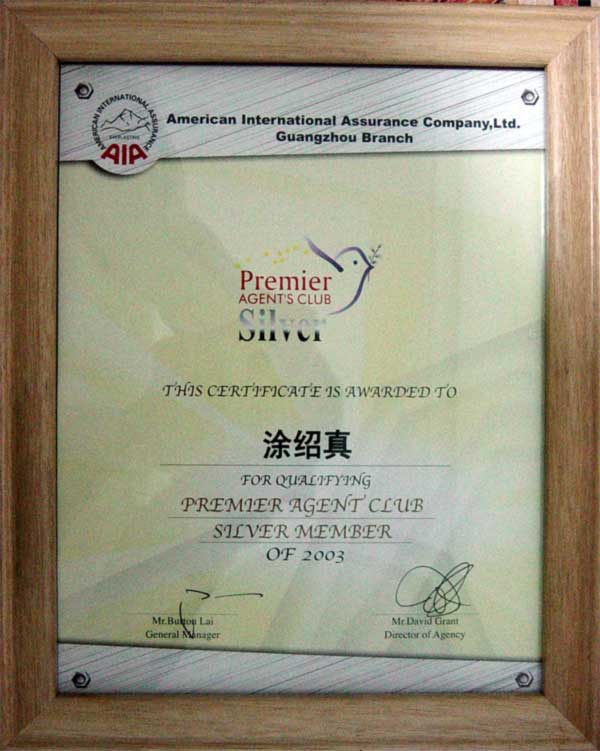 AMERICAN INTERNATIONAL ASSURANCE
EVERLASTING
AIA
American International Assurance Company,Ltd.
Guangzhou Branch
Premier
AGENT'S CLUB
Silver
THIS CERTIFICATE IS AWARDED TO
涂绍真
FOR QUALIFYING
PREMIER AGENT CLUB
SILVER MEMBER
OF 2003
Mr.Burton Lai
General Manager
Mr.David Grant
Director of Agency